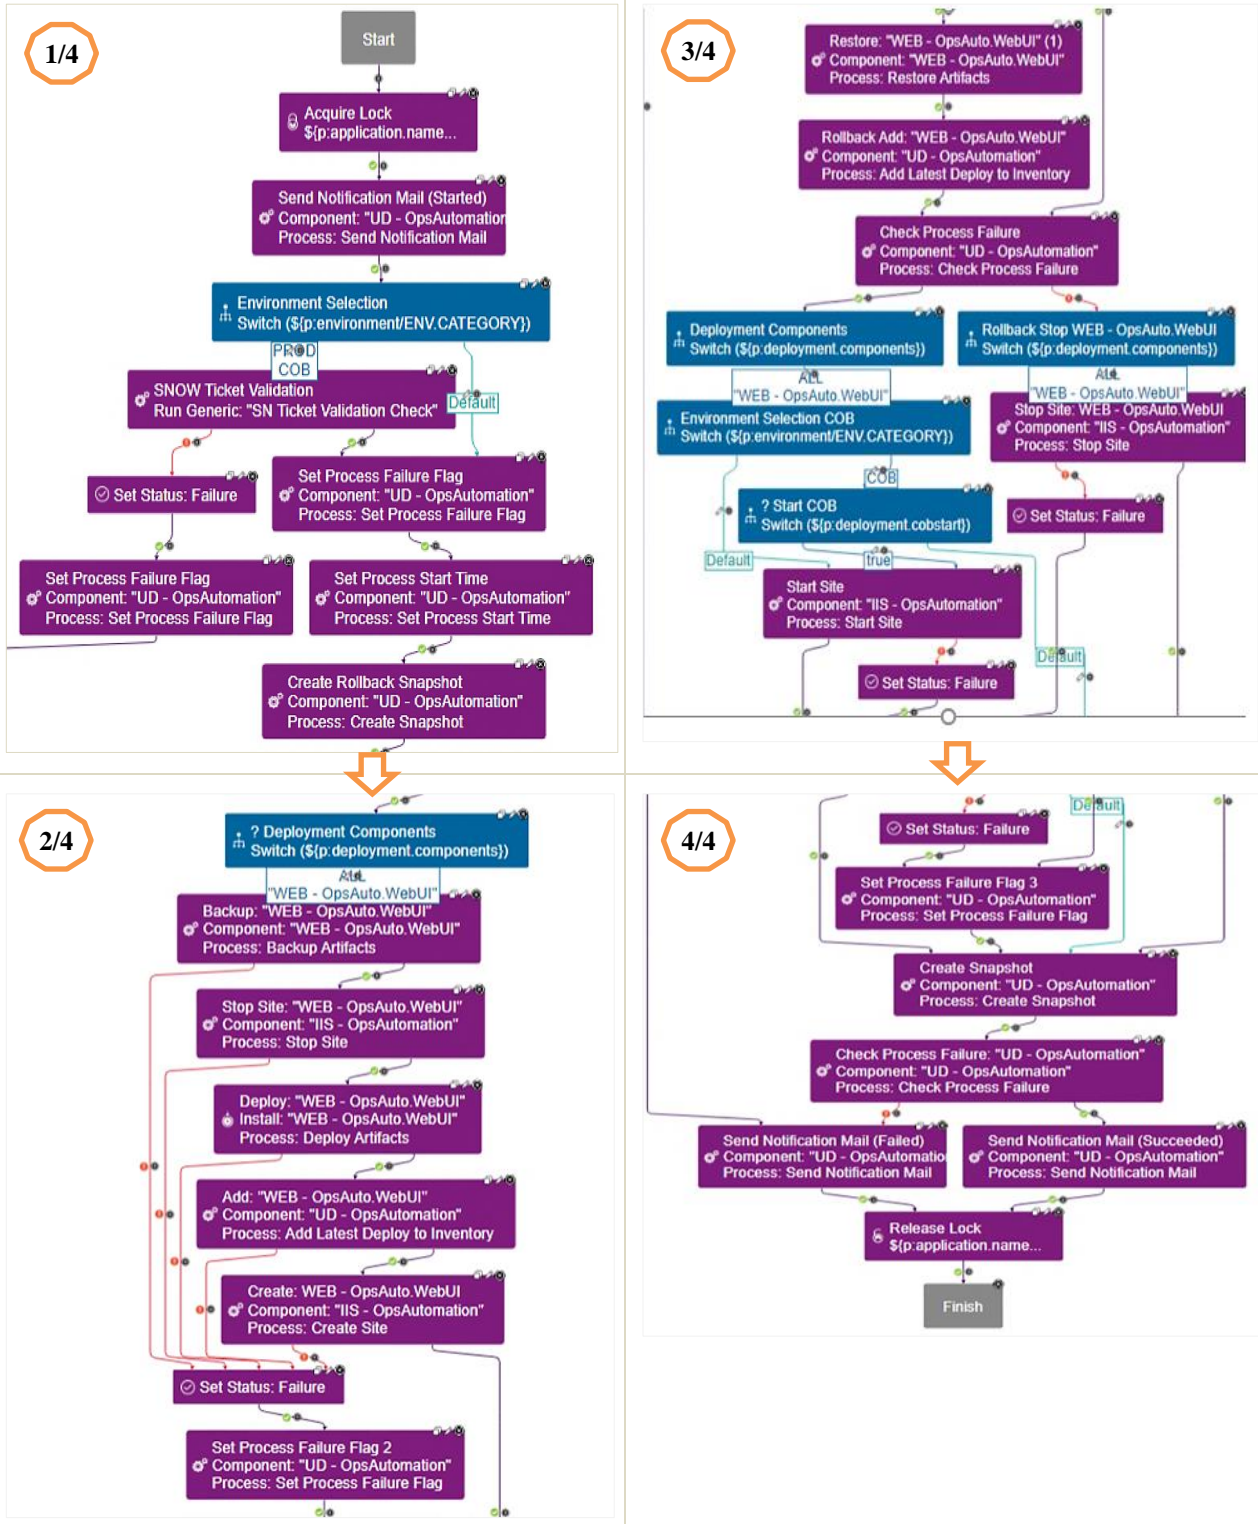 1/4
Start
Acquire Lock
${p:application.name...
Send Notification Mail (Started)
Component: "UD - OpsAutomation
Process: Send Notification Mail
Environment Selection
Switch (${p:environment/ENV.CATEGORY})
PROD
COB
SNOW Ticket Validation
Run Generic: "SN Ticket Validation Check"
Default
Set Status: Failure
Set Process Failure Flag
Component: "UD - OpsAutomation"
Process: Set Process Failure Flag
Set Process Failure Flag
Component: "UD - OpsAutomation"
Process: Set Process Failure Flag
Set Process Start Time
Component: "UD - OpsAutomation"
Process: Set Process Start Time
Create Rollback Snapshot
Component: "UD - OpsAutomation"
Process: Create Snapshot
2/4
? Deployment Components
Switch (${p:deployment.components})
ALL
"WEB - OpsAuto.WebUI"
Backup: "WEB - OpsAuto.WebUI"
Component: "WEB - OpsAuto.WebUI"
Process: Backup Artifacts
Stop Site: "WEB - OpsAuto.WebUI"
Component: "IIS - OpsAutomation"
Process: Stop Site
Deploy: "WEB - OpsAuto.WebUI"
Install: "WEB - OpsAuto.WebUI"
Process: Deploy Artifacts
Add: "WEB - OpsAuto.WebUI"
Component: "UD - OpsAutomation"
Process: Add Latest Deploy to Inventory
Create: WEB - OpsAuto.WebUI
Component: "IIS - OpsAutomation"
Process: Create Site
Set Status: Failure
Set Process Failure Flag 2
Component: "UD - OpsAutomation"
Process: Set Process Failure Flag
3/4
Restore: "WEB - OpsAuto.WebUI" (1)
Component: "WEB - OpsAuto.WebUI"
Process: Restore Artifacts
Rollback Add: "WEB - OpsAuto.WebUI"
Component: "UD - OpsAutomation"
Process: Add Latest Deploy to Inventory
Check Process Failure
Component: "UD - OpsAutomation"
Process: Check Process Failure
Deployment Components
Switch (${p:deployment.components})
Rollback Stop WEB - OpsAuto.WebUI
Switch (${p:deployment.components})
ALL
"WEB - OpsAuto.WebUI"
ALL
"WEB - OpsAuto.WebUI"
Environment Selection COB
Switch (${p:environment/ENV.CATEGORY})
Stop Site: WEB - OpsAuto.WebUI
Component: "IIS - OpsAutomation"
Process: Stop Site
COB
? Start COB
Switch (${p:deployment.cobstart})
Set Status: Failure
Default
true
Start Site
Component: "IIS - OpsAutomation"
Process: Start Site
Default
Set Status: Failure
4/4
Default
Set Status: Failure
Set Process Failure Flag 3
Component: "UD - OpsAutomation"
Process: Set Process Failure Flag
Create Snapshot
Component: "UD - OpsAutomation"
Process: Create Snapshot
Check Process Failure: "UD - OpsAutomation"
Component: "UD - OpsAutomation"
Process: Check Process Failure
Send Notification Mail (Failed)
Component: "UD - OpsAutomatio
Process: Send Notification Mail
Send Notification Mail (Succeeded)
Component: "UD - OpsAutomation"
Process: Send Notification Mail
Release Lock
${p:application.name...
Finish